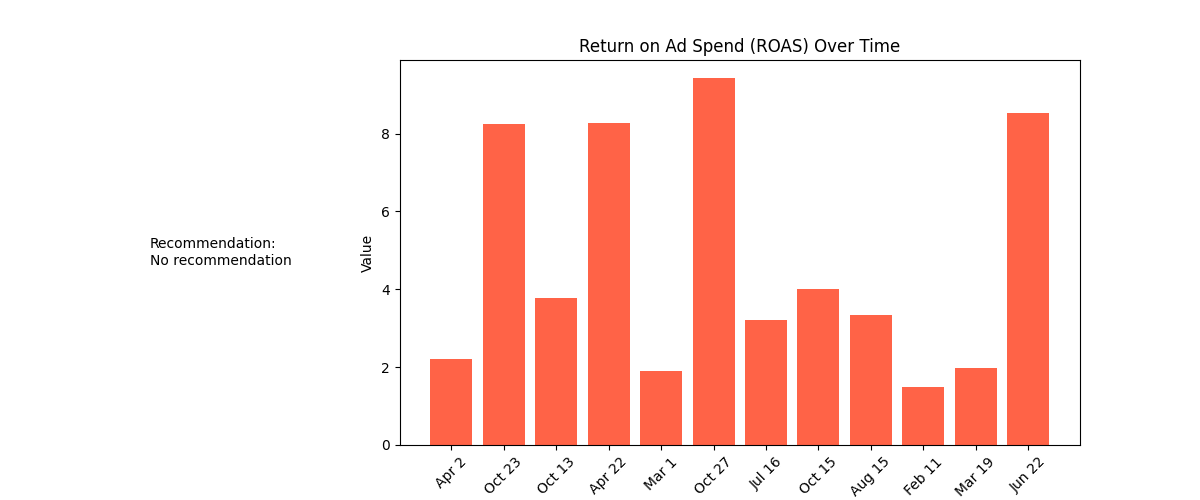 Return on Ad Spend (ROAS) Over Time
Recommendation:
No recommendation
Value
8
6
4
2
0
Apr 2
Oct 23
Oct 13
Apr 22
Mar 1
Oct 27
Jul 16
Oct 15
Aug 15
Feb 11
Mar 19
Jun 22